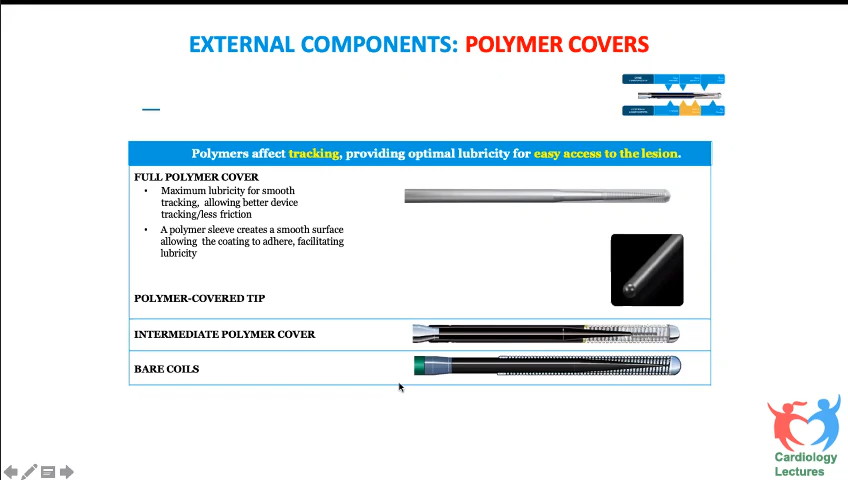 EXTERNAL COMPONENTS: POLYMER COVERS
Polymers affect tracking, providing optimal lubricity for easy access to the lesion.
FULL POLYMER COVER
• Maximum lubricity for smooth
tracking, allowing better device
tracking/less friction
• A polymer sleeve creates a smooth surface
allowing the coating to adhere, facilitating
lubricity
POLYMER-COVERED TIP
INTERMEDIATE POLYMER COVER
BARE COILS
Cardiology
Lectures